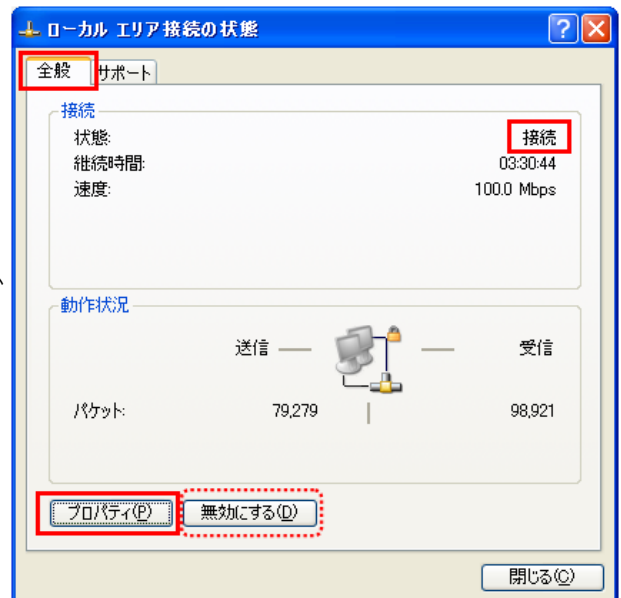 ローカル エリア接続の状態
全般 サポート
接続
状態: 接続
継続時間: 03:30:44
速度: 100.0 Mbps
動作状況
送信 受信
パケット: 79,279 98,921
プロパティ(P) 無効にする(D)
閉じる(C)